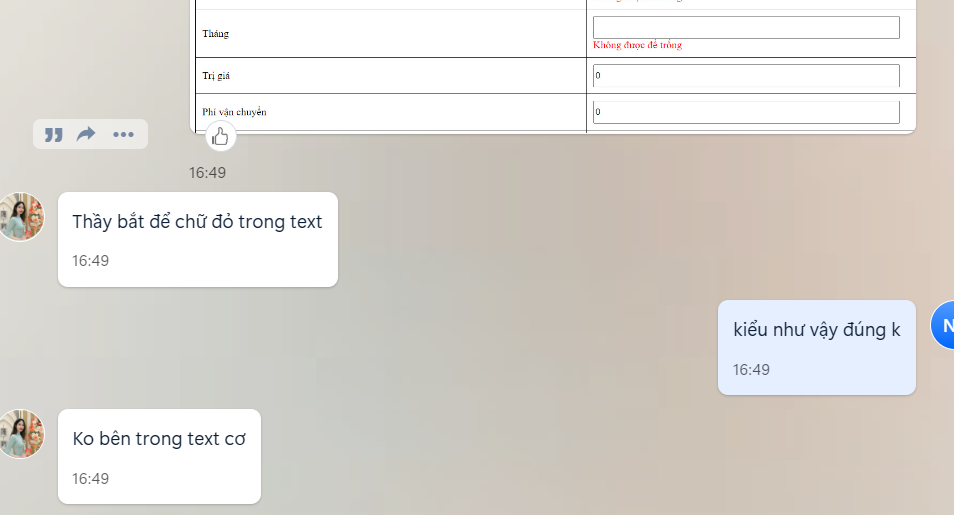 Tháng
Không được để trống
Trị giá
0
Phí vận chuyển
0
16:49
Thầy bắt để chữ đỏ trong text
16:49
kiểu như vậy đúng k
16:49
N
Ko bên trong text cơ
16:49